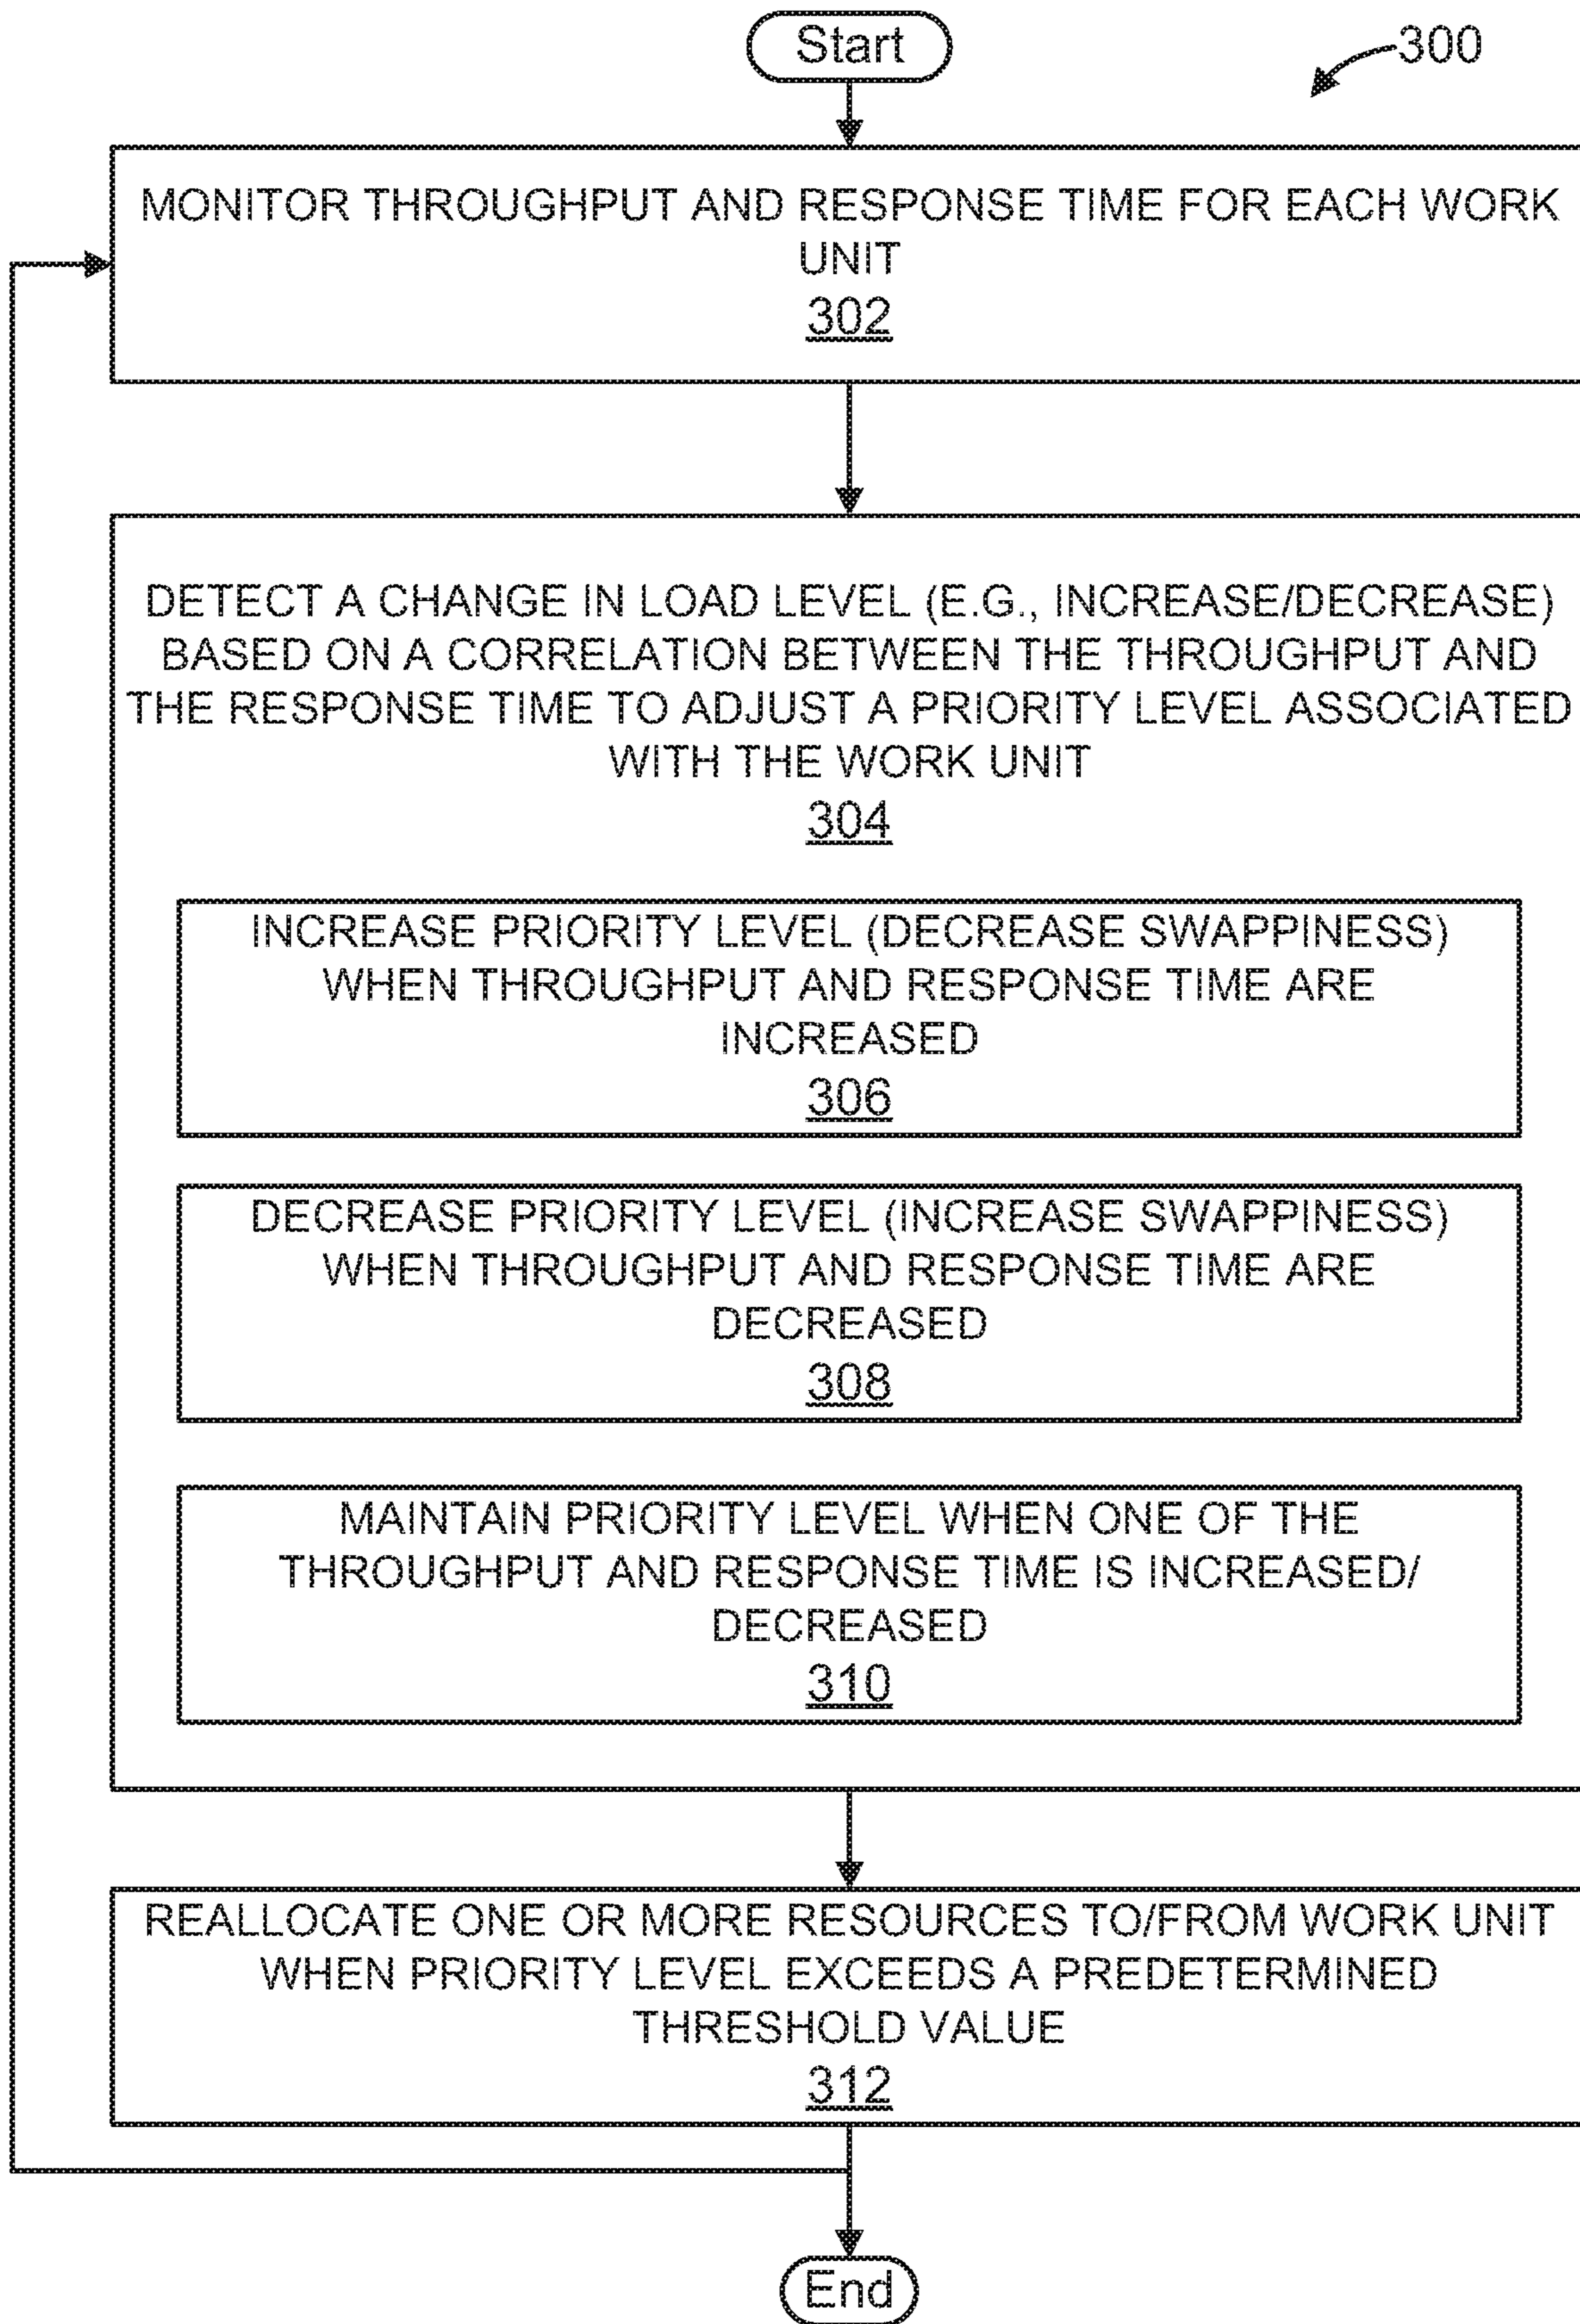 Start
300
MONITOR THROUGHPUT AND RESPONSE TIME FOR EACH WORK
UNIT
302
DETECT A CHANGE IN LOAD LEVEL (E.G., INCREASE/DECREASE)
BASED ON A CORRELATION BETWEEN THE THROUGHPUT AND
THE RESPONSE TIME TO ADJUST A PRIORITY LEVEL ASSOCIATED
WITH THE WORK UNIT
304
INCREASE PRIORITY LEVEL (DECREASE SWAPPINESS)
WHEN THROUGHPUT AND RESPONSE TIME ARE
INCREASED
306
DECREASE PRIORITY LEVEL (INCREASE SWAPPINESS)
WHEN THROUGHPUT AND RESPONSE TIME ARE
DECREASED
308
MAINTAIN PRIORITY LEVEL WHEN ONE OF THE
THROUGHPUT AND RESPONSE TIME IS INCREASED/
DECREASED
310
REALLOCATE ONE OR MORE RESOURCES TO/FROM WORK UNIT
WHEN PRIORITY LEVEL EXCEEDS A PREDETERMINED
THRESHOLD VALUE
312
End